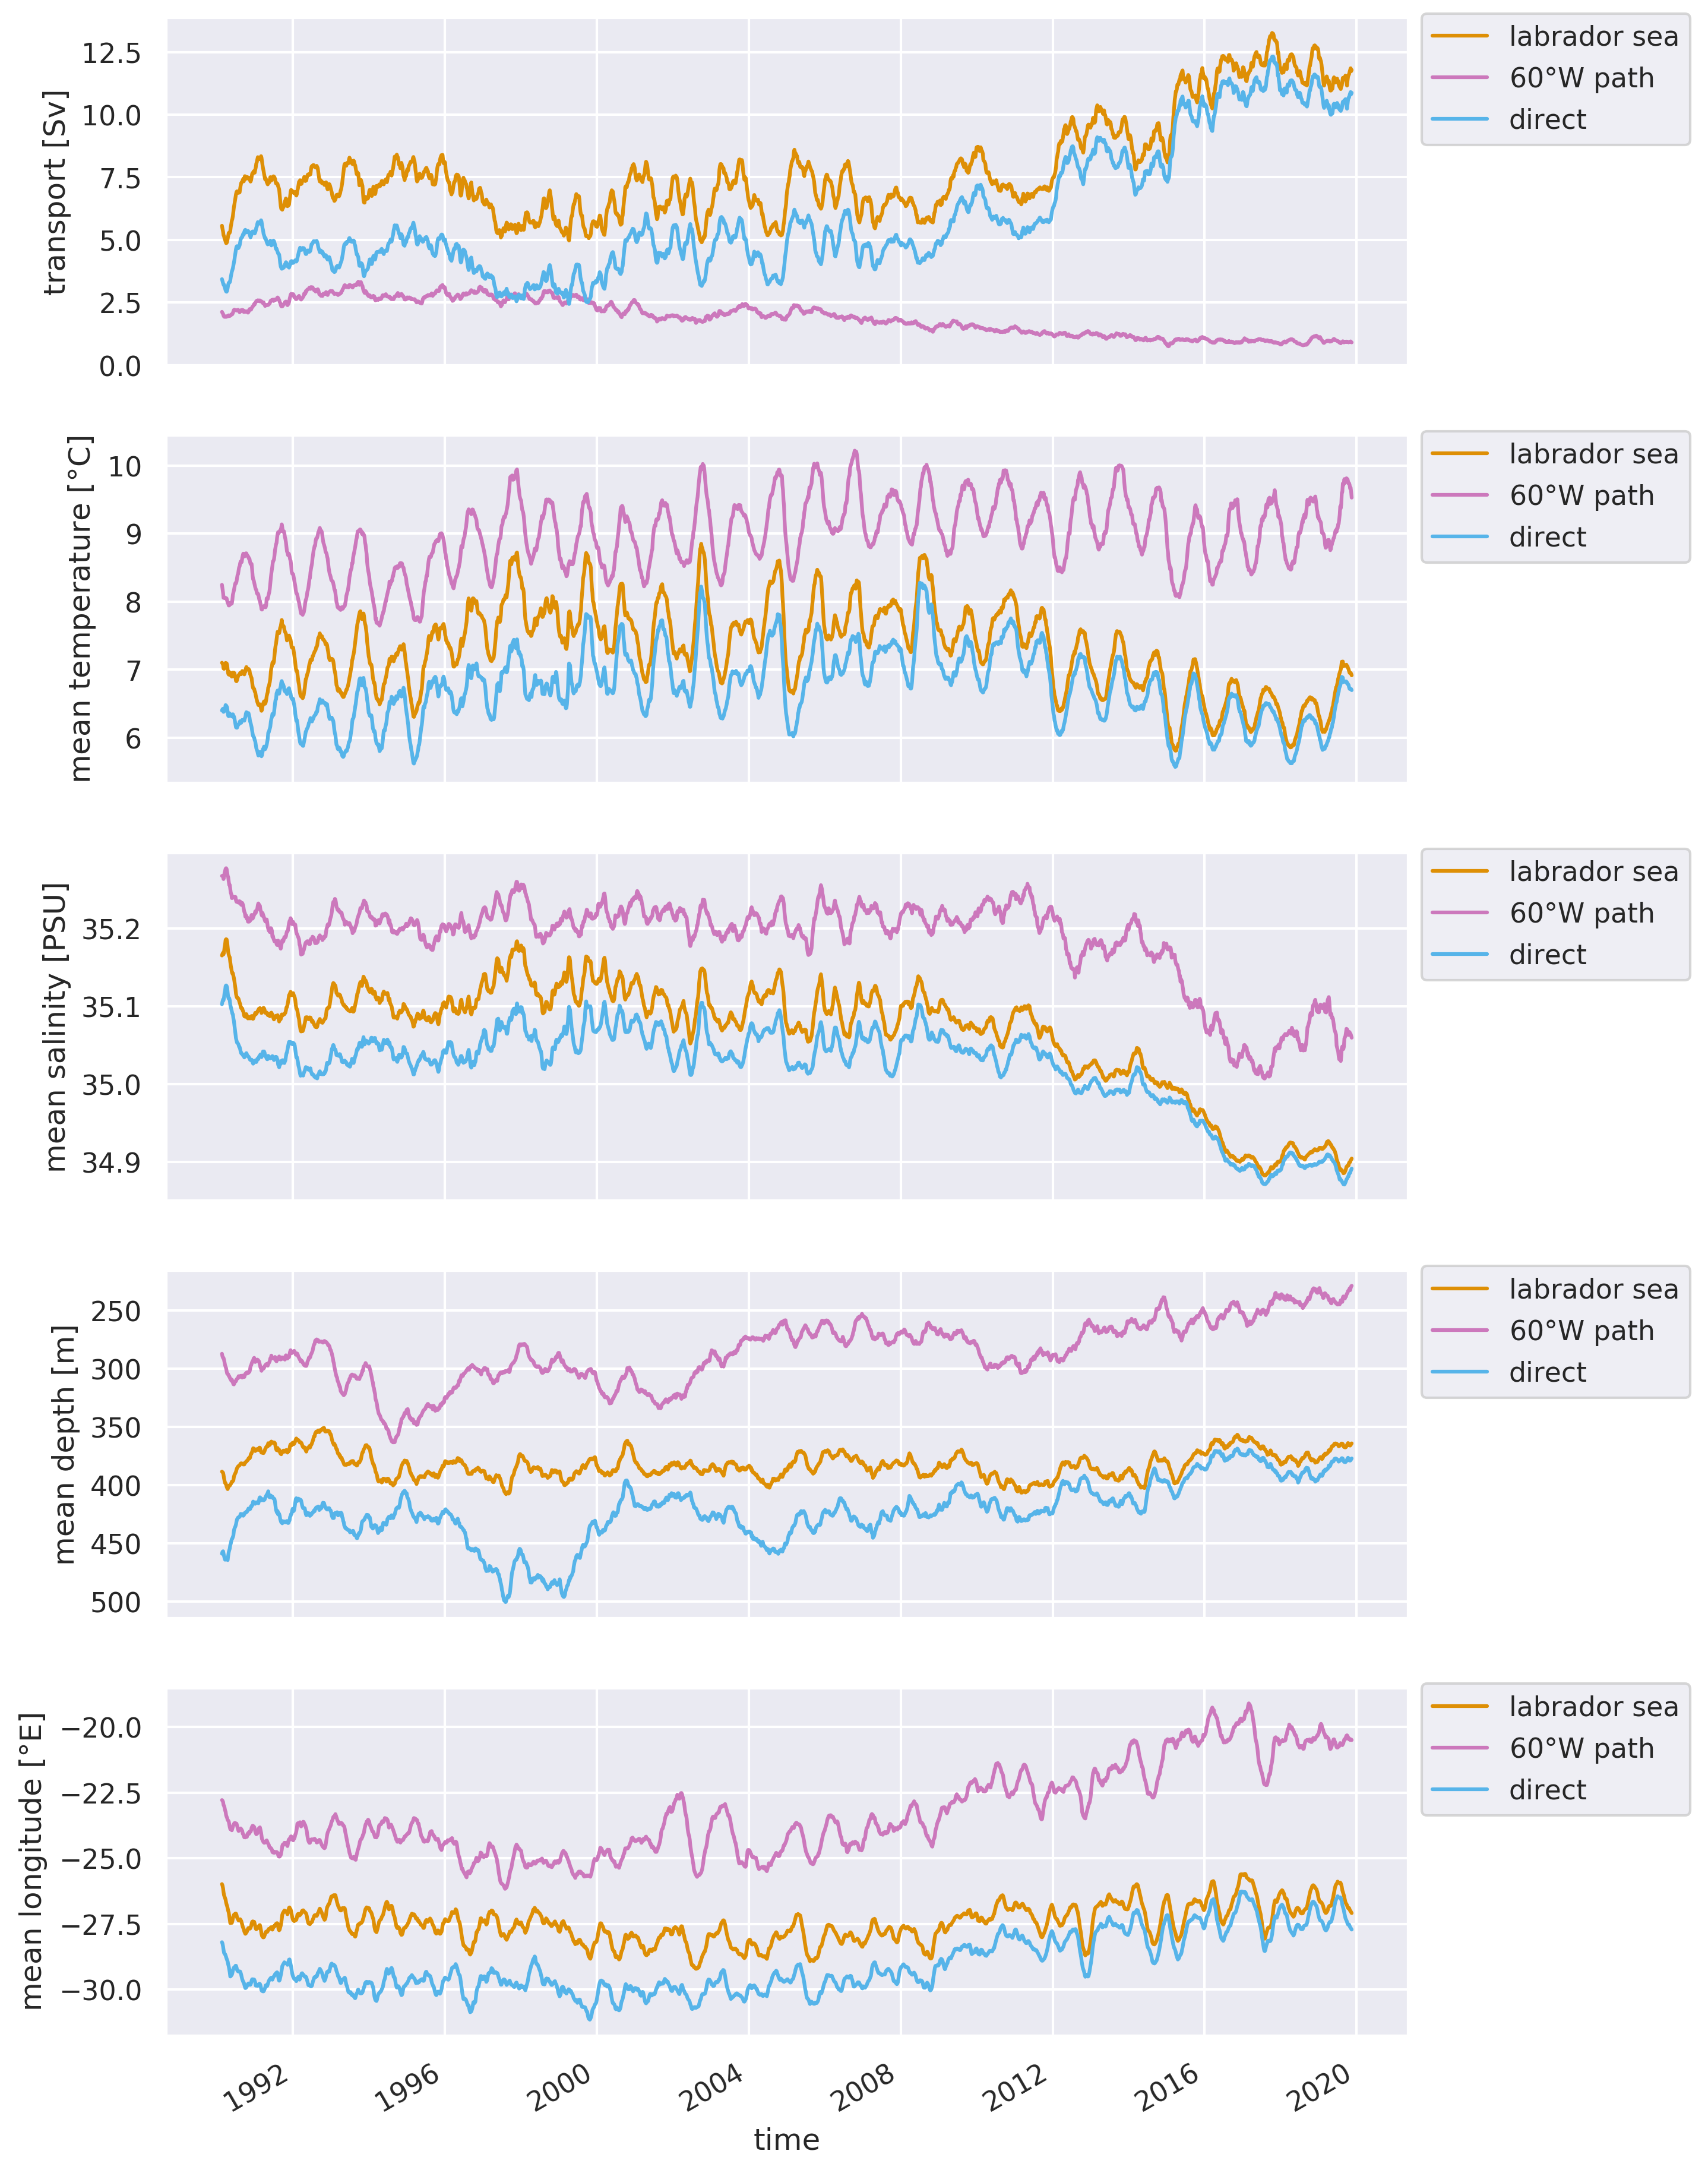 transport [Sv]
12.5
10.0
7.5
5.0
2.5
0.0
labrador sea
60°W path
direct
mean temperature [°C]
10
9
8
7
6
labrador sea
60°W path
direct
mean salinity [PSU]
35.2
35.1
35.0
34.9
labrador sea
60°W path
direct
mean depth [m]
250
300
350
400
450
500
labrador sea
60°W path
direct
mean longitude [°E]
−20.0
−22.5
−25.0
−27.5
−30.0
labrador sea
60°W path
direct
1992
1996
2000
2004
2008
2012
2016
2020
time